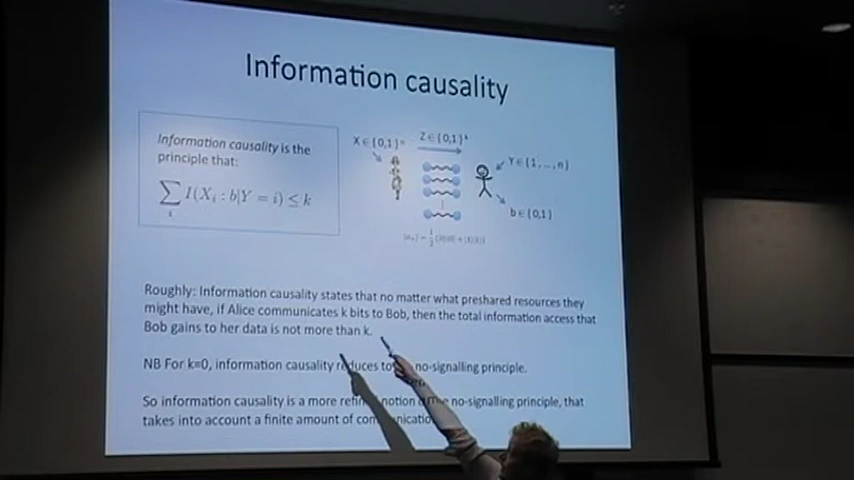 Information causality
Information causality is the
principle that:
∑ᵢ I(Xᵢ : b|Y = i) ≤ k
X∈{0,1}ⁿ
Z∈{0,1}ᵏ
Y∈{1,…,n}
b∈{0,1}
Roughly: Information causality states that no matter what preshared resources they
might have, if Alice communicates k bits to Bob, then the total information access that
Bob gains to her data is not more than k.
NB For k=0, information causality reduces to no-signalling principle.
So information causality is a more notion no-signalling principle, that
takes into account a finite amount of